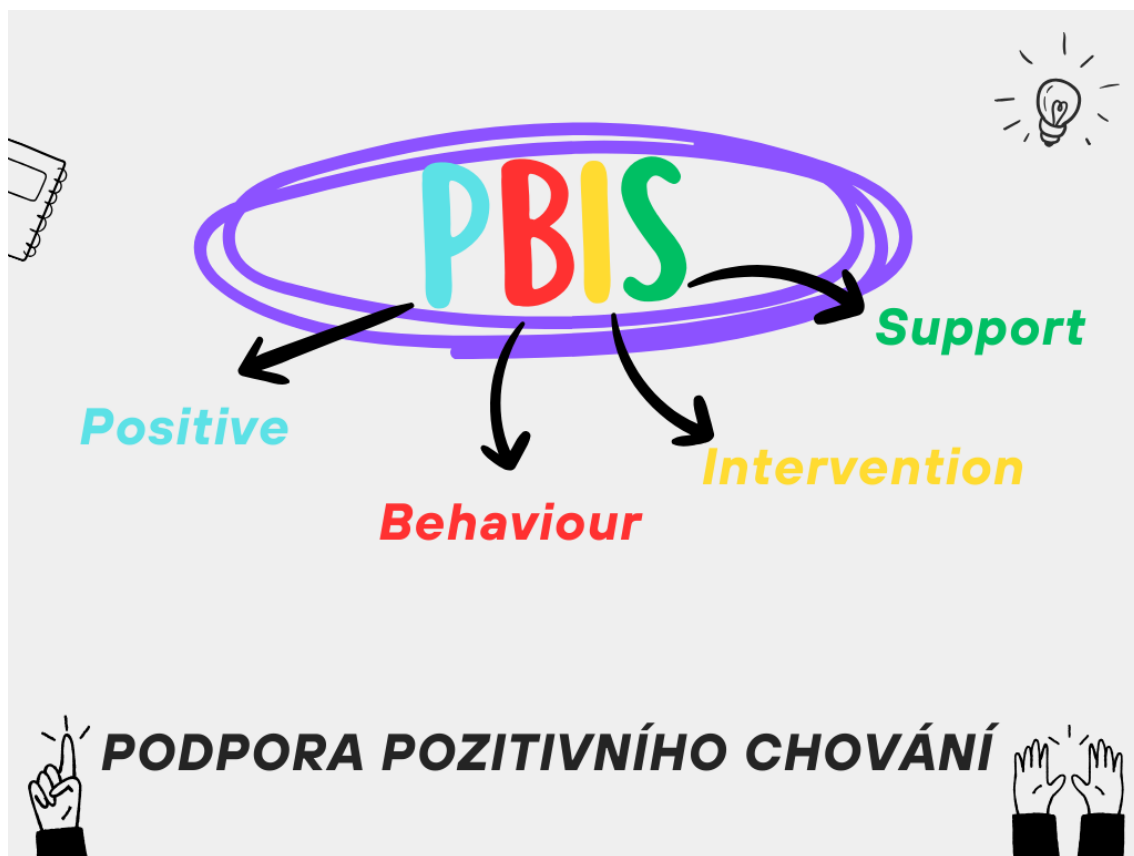 PBIS
Support
Positive
Intervention
Behaviour
PODPORA POZITIVNÍHO CHOVÁNÍ